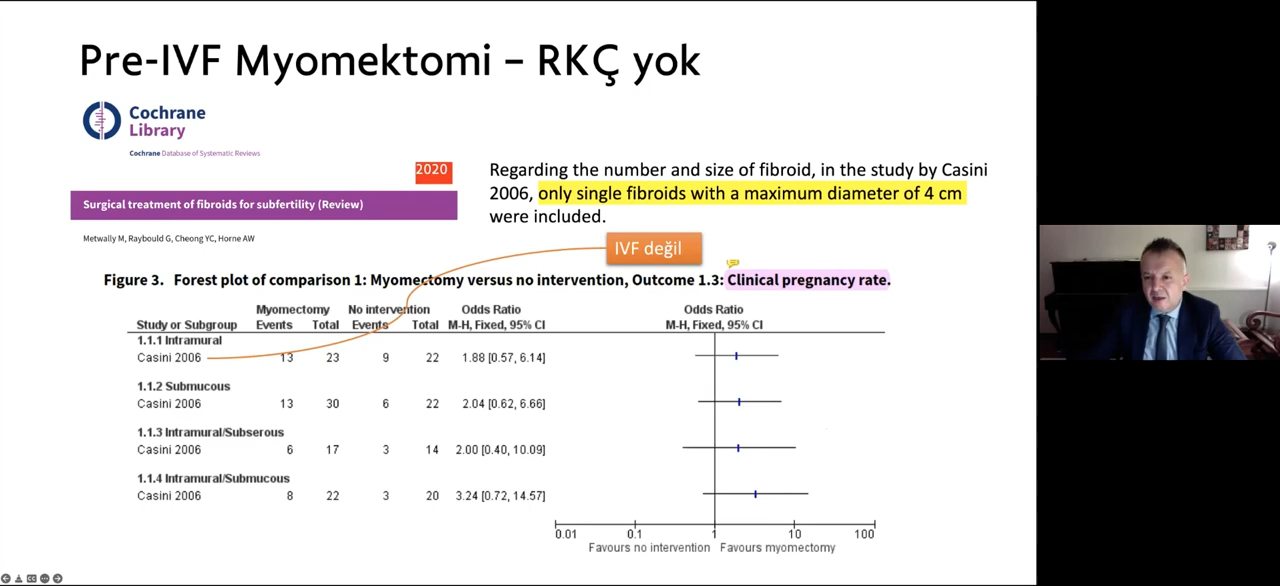 Pre-IVF Myomektomi – RKÇ yok
Cochrane
Library
Cochrane Database of Systematic Reviews
2020
Regarding the number and size of fibroid, in the study by Casini
2006, only single fibroids with a maximum diameter of 4 cm
were included.
Surgical treatment of fibroids for subfertility (Review)
Metwally M, Raybould G, Cheong YC, Horne AW
IVF değil
Figure 3. Forest plot of comparison 1: Myomectomy versus no intervention, Outcome 1.3: Clinical pregnancy rate.
Myomectomy No intervention Odds Ratio Odds Ratio
Study or Subgroup Events Total Events Total M-H, Fixed, 95% CI M-H, Fixed, 95% CI
1.1.1 Intramural
Casini 2006 13 23 9 22 1.88 [0.57, 6.14]
1.1.2 Submucous
Casini 2006 13 30 6 22 2.04 [0.62, 6.66]
1.1.3 Intramural/Subserous
Casini 2006 6 17 3 14 2.00 [0.40, 10.09]
1.1.4 Intramural/Submucous
Casini 2006 8 22 3 20 3.24 [0.72, 14.57]
0.01 0.1 1 10 100
Favours no intervention Favours myomectomy